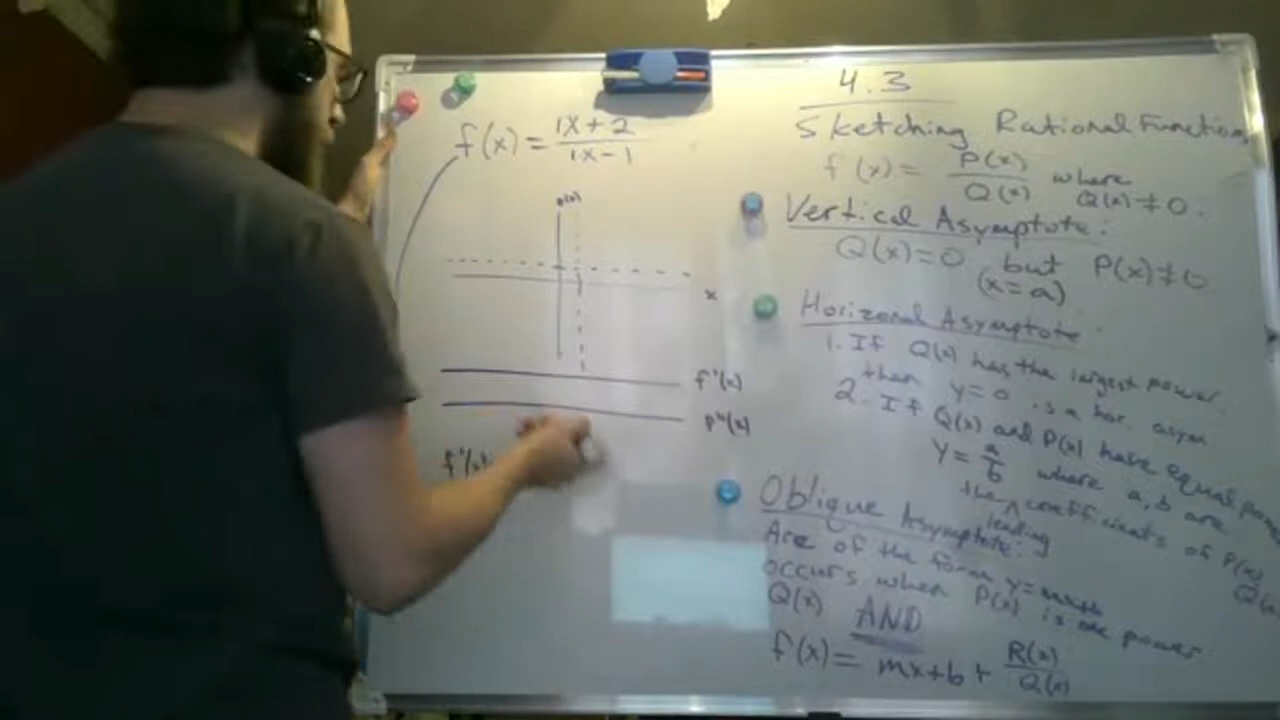 f(x) = 1x+2 / 1x-1
x
f'(x)
f''(x)
f'(x)
4.3
Sketching Rational Functions
f(x) = P(x) / Q(x) where Q(x) ≠ 0.
Vertical Asymptote:
Q(x)=0, but P(x)≠0
(x=a)
Horizonal Asymptote:
1. If Q(x) has the largest power.
then y=0 is a hor. asym
2. If Q(x) and P(x) have equal power
y = a/b where a,b are
the leading coefficients of P(x)
Q(x)
Oblique Asymptote:
Are of the form y=mx+b
occurs when P(x) is one power
Q(x) AND
f(x) = mx+b+ R(x) / Q(x)